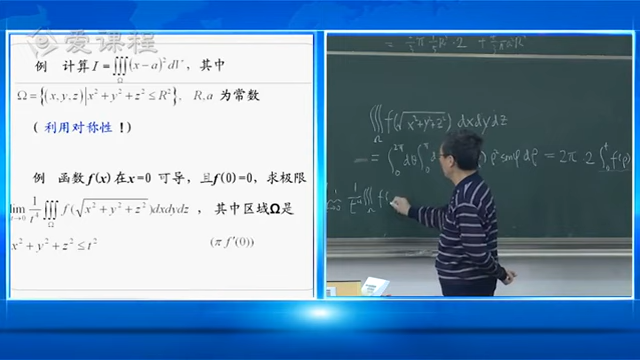 爱课程
例 计算 I = ∭_Ω (x − a)² dV ，其中
Ω = {(x, y, z) | x² + y² + z² ≤ R²}, R, a 为常数
( 利用对称性 ！)
例 函数 f(x) 在 x = 0 可导，且 f(0) = 0，求极限
lim_{t→0} 1/t⁴ ∭_Ω f(√(x² + y² + z²)) dxdydz ， 其中区域Ω是
x² + y² + z² ≤ t² (π f′(0))
∭_Ω f(√(x²+y²+z²)) dxdydz
= ∫₀^{2π} dθ ∫₀^π ρ² sinφ dρ = 2π · 2 ∫₀^t f(ρ)
1/t⁴ ∭_Ω f(